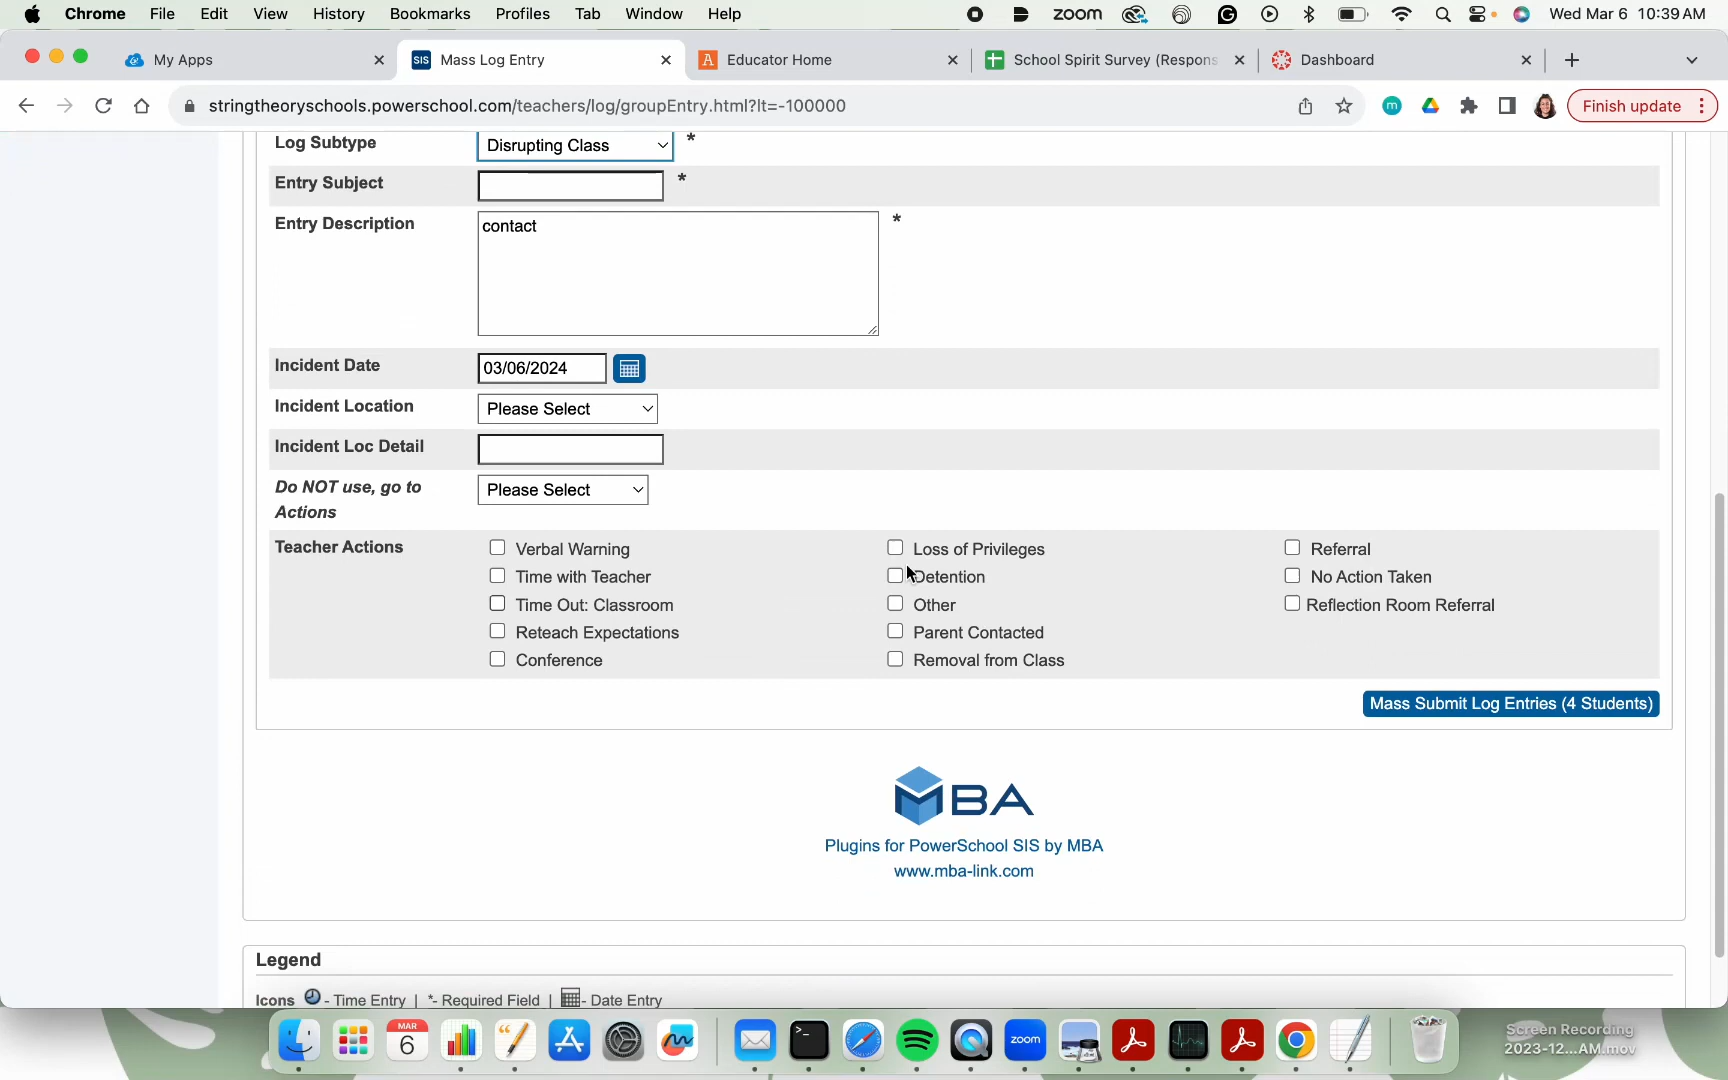 Chrome File Edit View History Bookmarks Profiles Tab Window Help zoom Wed Mar 6 10:39 AM
My Apps SIS Mass Log Entry Educator Home School Spirit Survey (Respons Dashboard
stringtheoryschools.powerschool.com/teachers/log/groupEntry.html?lt=-100000 m Finish update
Log Subtype Disrupting Class *
Entry Subject *
Entry Description contact *
Incident Date 03/06/2024
Incident Location Please Select
Incident Loc Detail
Do NOT use, go to Please Select
Actions
Teacher Actions Verbal Warning Loss of Privileges Referral
Time with Teacher Detention No Action Taken
Time Out: Classroom Other Reflection Room Referral
Reteach Expectations Parent Contacted
Conference Removal from Class
Mass Submit Log Entries (4 Students)
MBA
Plugins for PowerSchool SIS by MBA
www.mba-link.com
Legend
Icons - Time Entry | *- Required Field | - Date Entry
MAR
6
zoom
Screen Recording
2023-12...AM.mov